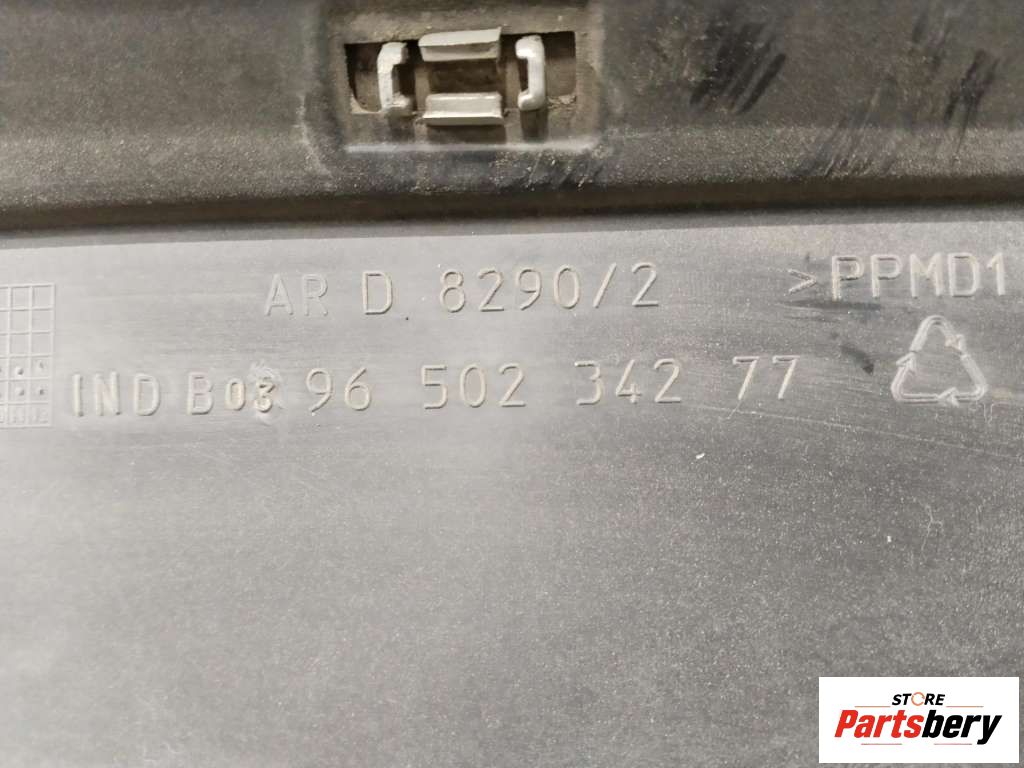 AR D 8290/2 >PPMD1
IND B03 96 502 342 77
STORE
Partsbery